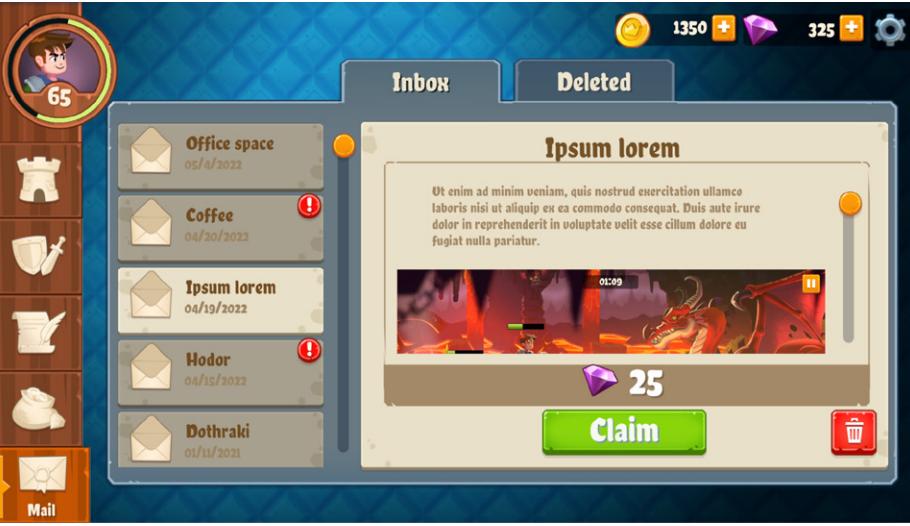 1350
325
65
Inbox
Deleted
Office space
05/4/2022
Coffee
04/20/2022
Ipsum lorem
04/19/2022
Hodor
04/15/2022
Dothraki
01/11/2021
Ipsum lorem
Ut enim ad minim veniam, quis nostrud exercitation ullamco
laboris nisi ut aliquip ex ea commodo consequat. Duis aute irure
dolor in reprehenderit in voluptate velit esse cillum dolore eu
fugiat nulla pariatur.
01:09
25
Claim
Mail